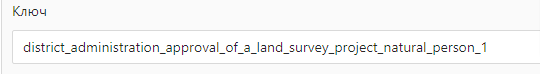 Ключ
district_administration_approval_of_a_land_survey_project_natural_person_1